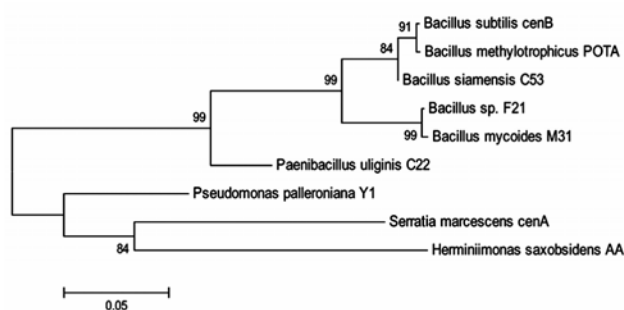 91
Bacillus subtilis cenB
Bacillus methylotrophicus POTA
84
Bacillus siamensis C53
99
Bacillus sp. F21
99
Bacillus mycoides M31
99
Paenibacillus uliginis C22
Pseudomonas palleroniana Y1
Serratia marcescens cenA
84
Herminiimonas saxobsidens AA
0.05